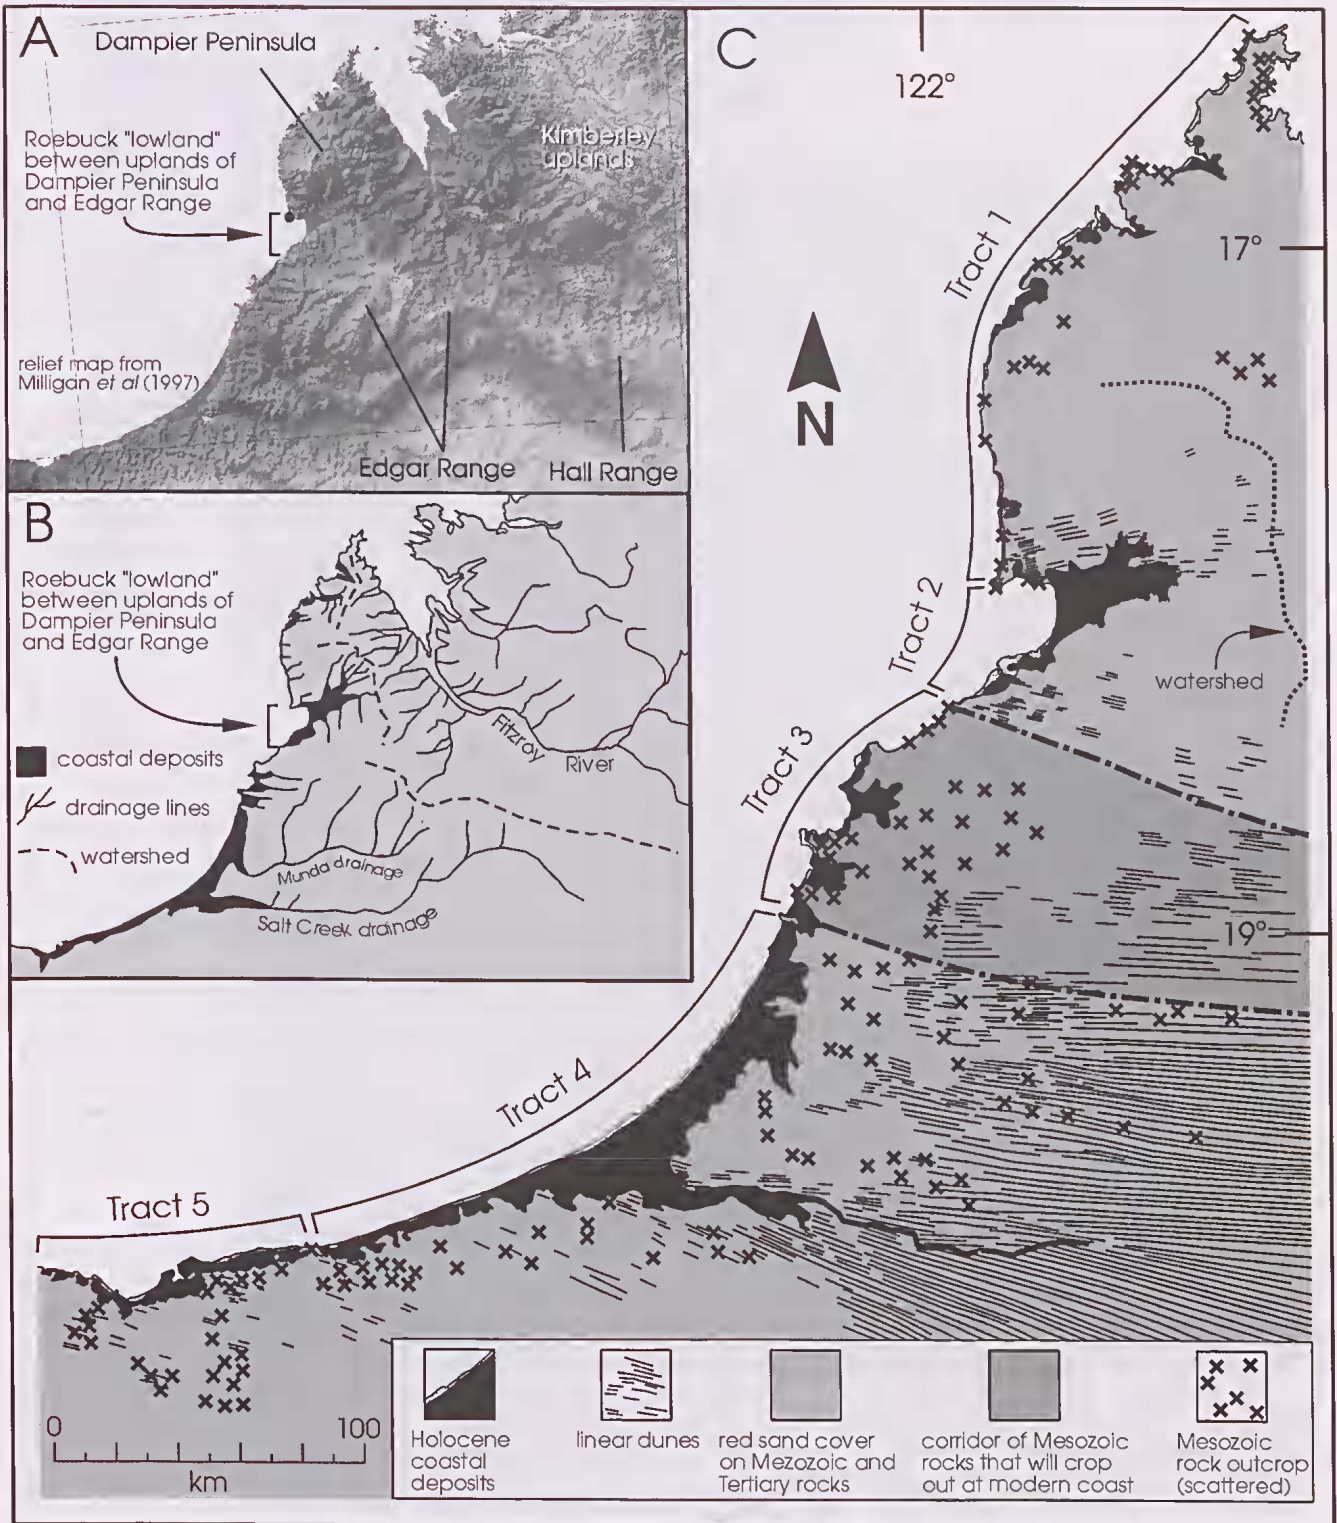 A
Dampier Peninsula
Roebuck "lowland"
between uplands of
Dampier Peninsula
and Edgar Range
Kimberley
uplands
relief map from
Milligan et al (1997)
Edgar Range
Hall Range
B
Roebuck "lowland"
between uplands of
Dampier Peninsula
and Edgar Range
coastal deposits
drainage lines
watershed
Fitzroy
River
Munda drainage
Salt Creek drainage
C
122°
17°
19°
Tract 1
Tract 2
Tract 3
Tract 4
Tract 5
N
watershed
0
100
km
Holocene
coastal
deposits
linear dunes
red sand cover
on Mezozoic and
Tertiary rocks
corridor of Mesozoic
rocks that will crop
out at modern coast
Mesozoic
rock outcrop
(scattered)